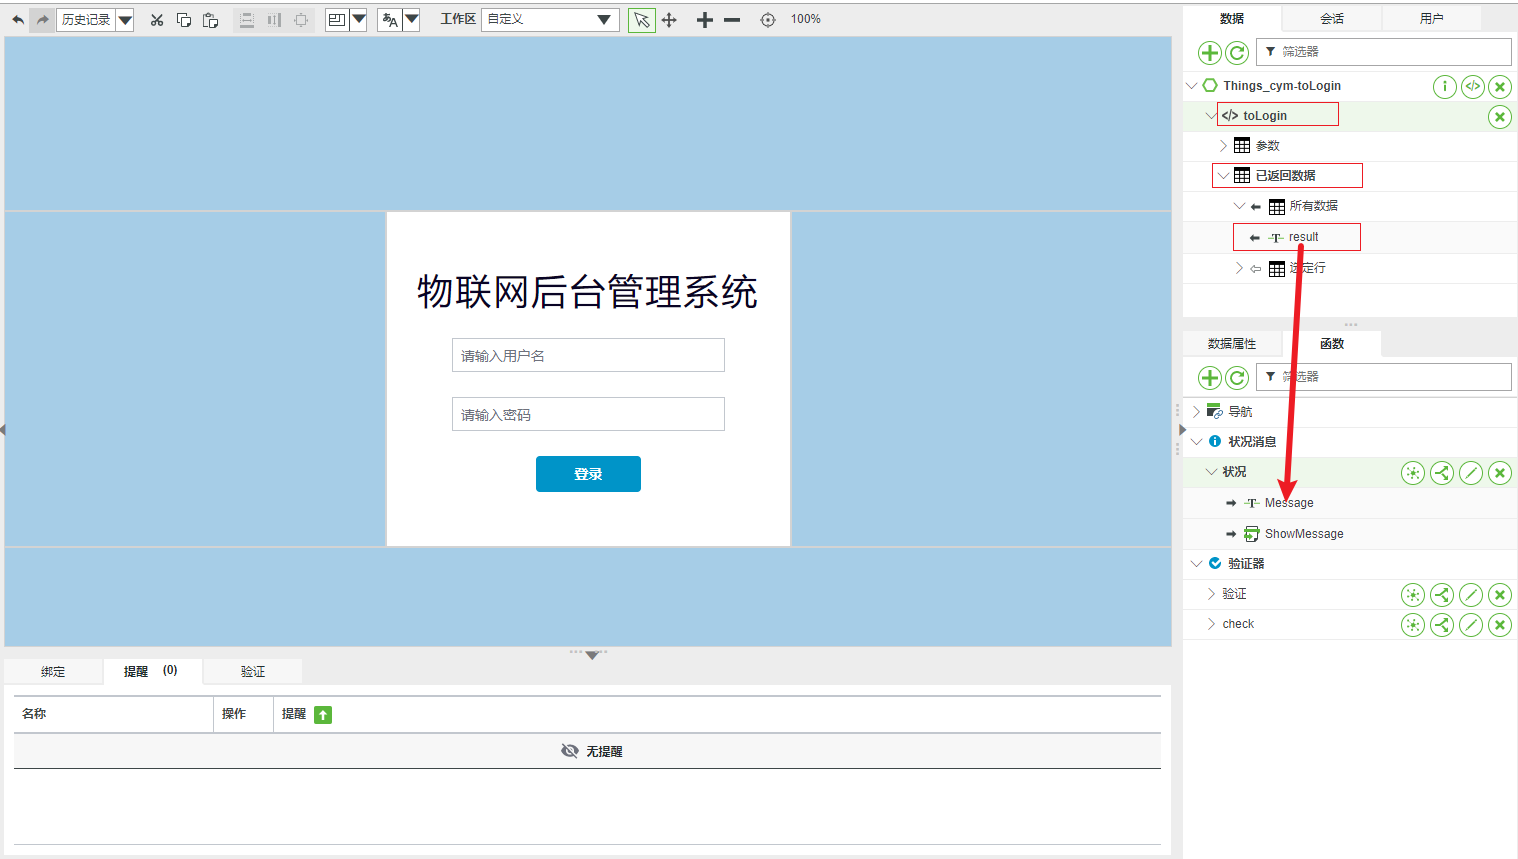 历史记录
工作区
自定义
100%
物联网后台管理系统
请输入用户名
请输入密码
登录
绑定
提醒 (0)
验证
名称
操作
提醒
无提醒
数据
会话
用户
筛选器
Things_cym-toLogin
toLogin
参数
已返回数据
所有数据
result
选定行
数据属性
函数
筛选器
导航
状况消息
状况
Message
ShowMessage
验证器
验证
check